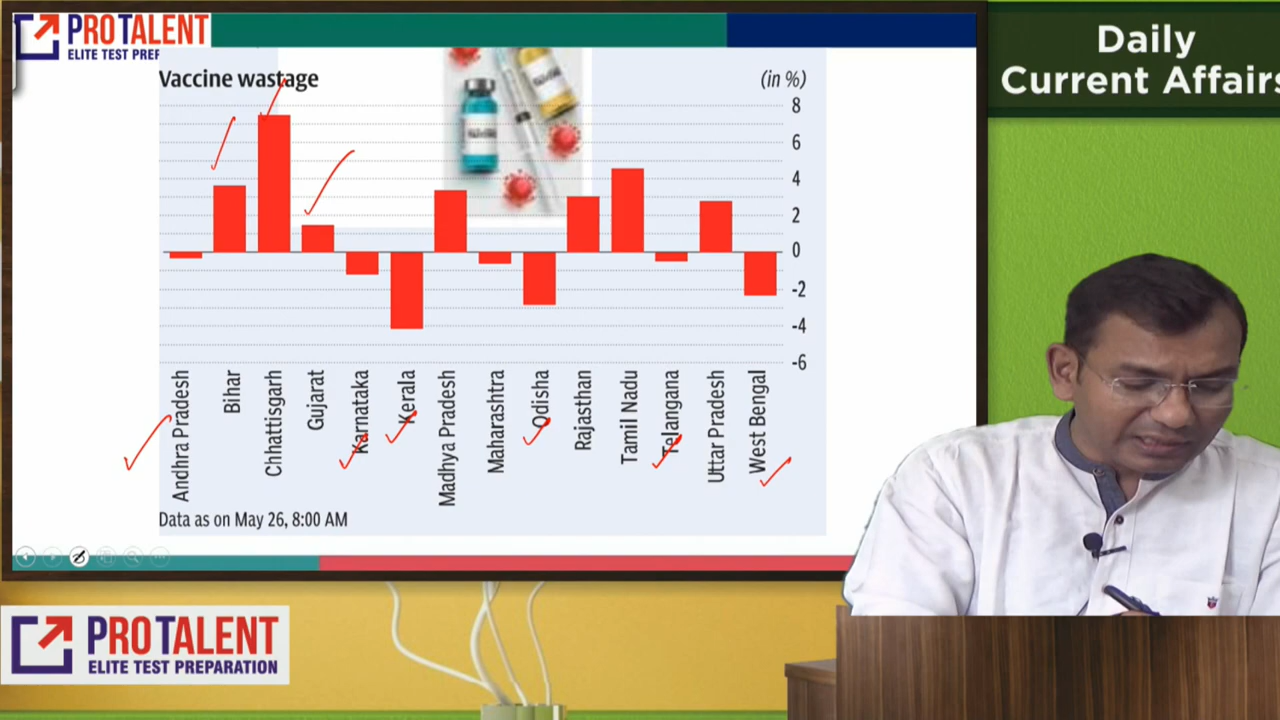 PROTALENT
ELITE TEST PREP
Daily
Current Affairs
Vaccine wastage
(in %)
8
6
4
2
0
-2
-4
-6
Andhra Pradesh
Bihar
Chhattisgarh
Gujarat
Karnataka
Kerala
Madhya Pradesh
Maharashtra
Odisha
Rajasthan
Tamil Nadu
Telangana
Uttar Pradesh
West Bengal
Data as on May 26, 8:00 AM
PROTALENT
ELITE TEST PREPARATION